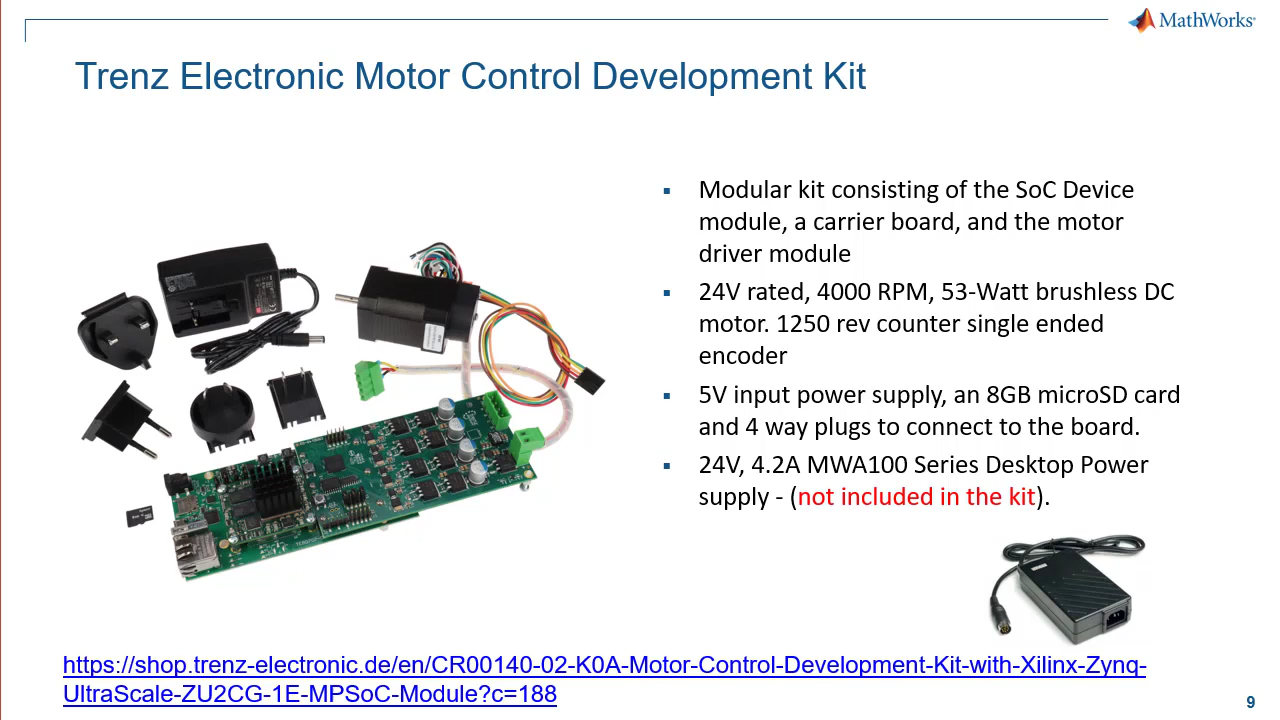 MathWorks®
Trenz Electronic Motor Control Development Kit
▪ Modular kit consisting of the SoC Device
module, a carrier board, and the motor
driver module
▪ 24V rated, 4000 RPM, 53-Watt brushless DC
motor. 1250 rev counter single ended
encoder
▪ 5V input power supply, an 8GB microSD card
and 4 way plugs to connect to the board.
▪ 24V, 4.2A MWA100 Series Desktop Power
supply - (not included in the kit).
https://shop.trenz-electronic.de/en/CR00140-02-K0A-Motor-Control-Development-Kit-with-Xilinx-Zynq-
UltraScale-ZU2CG-1E-MPSoC-Module?c=188
9